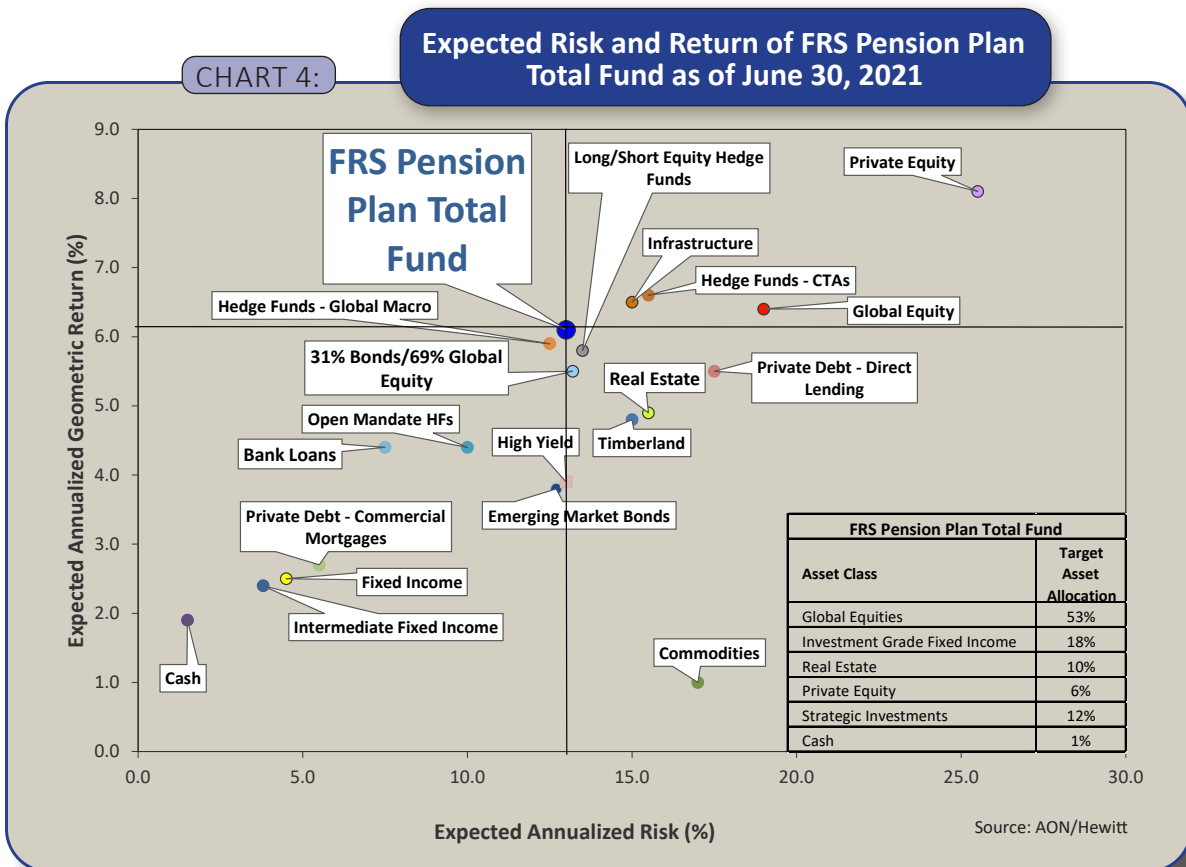 CHART 4:
Expected Risk and Return of FRS Pension Plan
Total Fund as of June 30, 2021
Expected Annualized Geometric Return (%)
9.0
8.0
7.0
6.0
5.0
4.0
3.0
2.0
1.0
0.0
FRS Pension
Plan Total
Fund
Long/Short Equity Hedge
Funds
Private Equity
Infrastructure
Hedge Funds - CTAs
Hedge Funds - Global Macro
Global Equity
31% Bonds/69% Global
Equity
Real Estate
Private Debt - Direct
Lending
Open Mandate HFs
High Yield
Timberland
Bank Loans
Emerging Market Bonds
Private Debt - Commercial
Mortgages
Fixed Income
Intermediate Fixed Income
Cash
Commodities
FRS Pension Plan Total Fund
Asset Class
Target
Asset
Allocation
Global Equities 53%
Investment Grade Fixed Income 18%
Real Estate 10%
Private Equity 6%
Strategic Investments 12%
Cash 1%
0.0 5.0 10.0 15.0 20.0 25.0 30.0
Expected Annualized Risk (%)
Source: AON/Hewitt